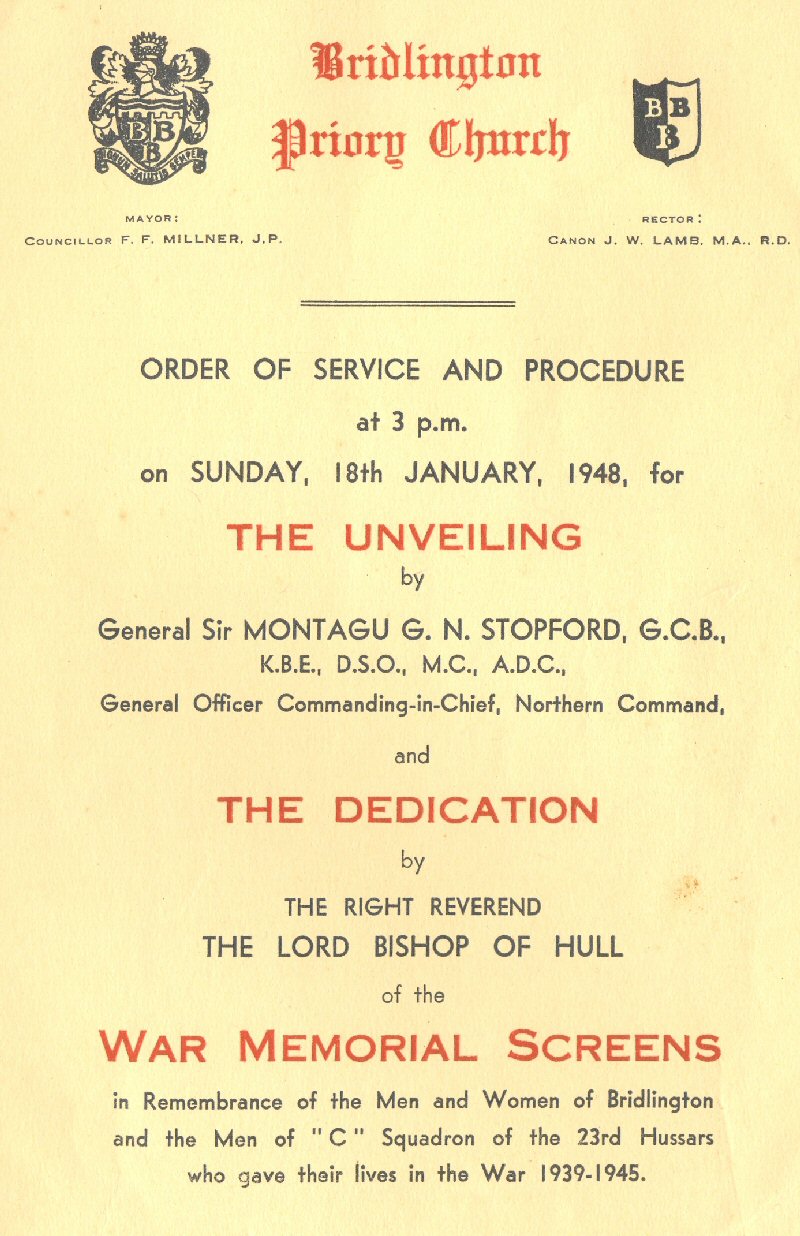 Bridlington
Priory Church
B B
B
SALUTIS SEMPER
B B
B
MAYOR:
COUNCILLOR F. F. MILLNER, J.P.
RECTOR:
CANON J. W. LAMB, M.A., R.D.
ORDER OF SERVICE AND PROCEDURE
at 3 p.m.
on SUNDAY, 18th JANUARY, 1948, for
THE UNVEILING
by
General Sir MONTAGU G. N. STOPFORD, G.C.B.,
K.B.E., D.S.O., M.C., A.D.C.,
General Officer Commanding-in-Chief, Northern Command,
and
THE DEDICATION
by
THE RIGHT REVEREND
THE LORD BISHOP OF HULL
of the
WAR MEMORIAL SCREENS
in Remembrance of the Men and Women of Bridlington
and the Men of "C" Squadron of the 23rd Hussars
who gave their lives in the War 1939-1945.